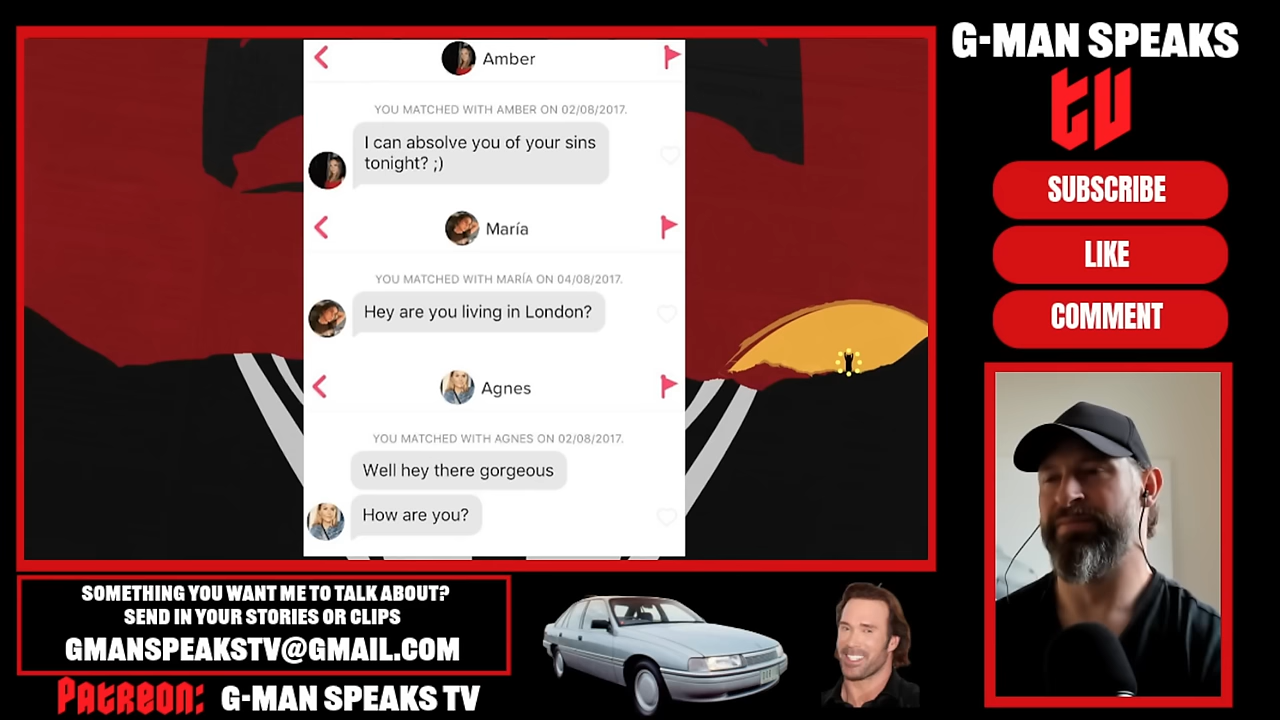 G-MAN SPEAKS
tv
SUBSCRIBE
LIKE
COMMENT
Amber
YOU MATCHED WITH AMBER ON 02/08/2017.
I can absolve you of your sins
tonight? ;)
María
YOU MATCHED WITH MARÍA ON 04/08/2017.
Hey are you living in London?
Agnes
YOU MATCHED WITH AGNES ON 02/08/2017.
Well hey there gorgeous
How are you?
SOMETHING YOU WANT ME TO TALK ABOUT?
SEND IN YOUR STORIES OR CLIPS
GMANSPEAKSTV@GMAIL.COM
Patreon: G-MAN SPEAKS TV